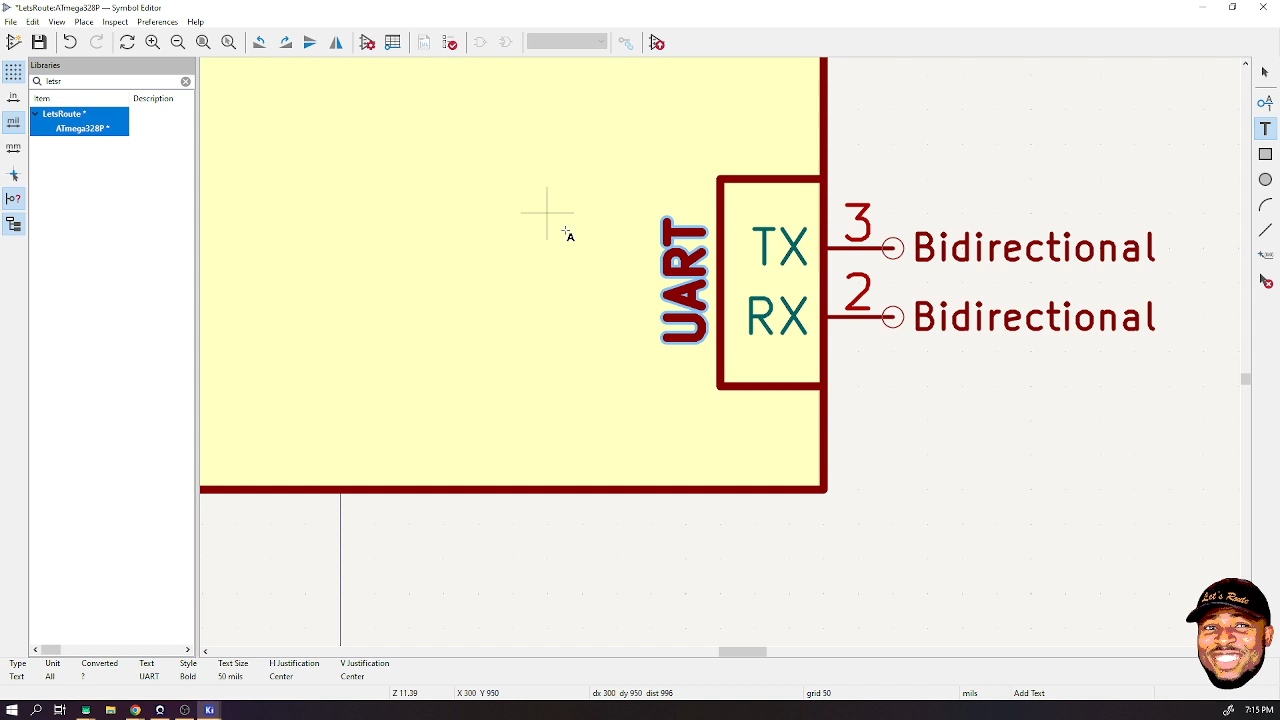 *LetsRoute:ATmega328P — Symbol Editor
File Edit View Place Inspect Preferences Help
Libraries
letsr
Item Description
LetsRoute *
ATmega328P *
in
mil
mm
UART
TX
RX
3
2
Bidirectional
Bidirectional
Let's Route
Type Unit Converted Text Style Text Size H Justification V Justification
Text All ? UART Bold 50 mils Center Center
Z 11.39 X 300 Y 950 dx 300 dy 950 dist 996 grid 50 mils Add Text
Ki
7:15 PM